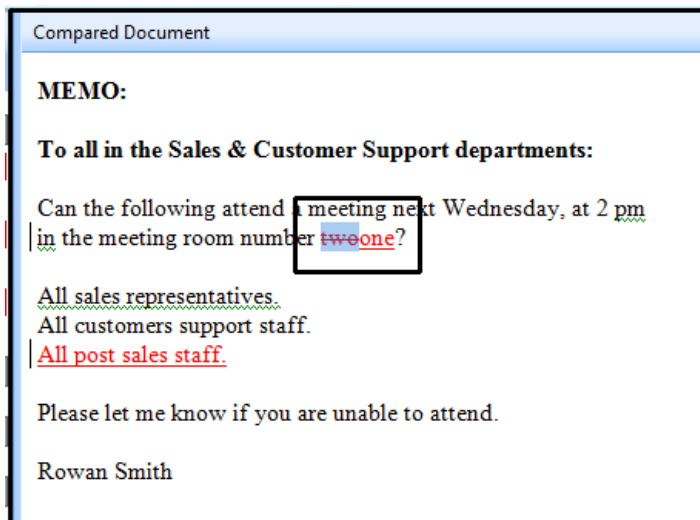 Compared Document
MEMO:
To all in the Sales & Customer Support departments:
Can the following attend a meeting next Wednesday, at 2 pm
in the meeting room number twoone?
All sales representatives.
All customers support staff.
All post sales staff.
Please let me know if you are unable to attend.
Rowan Smith